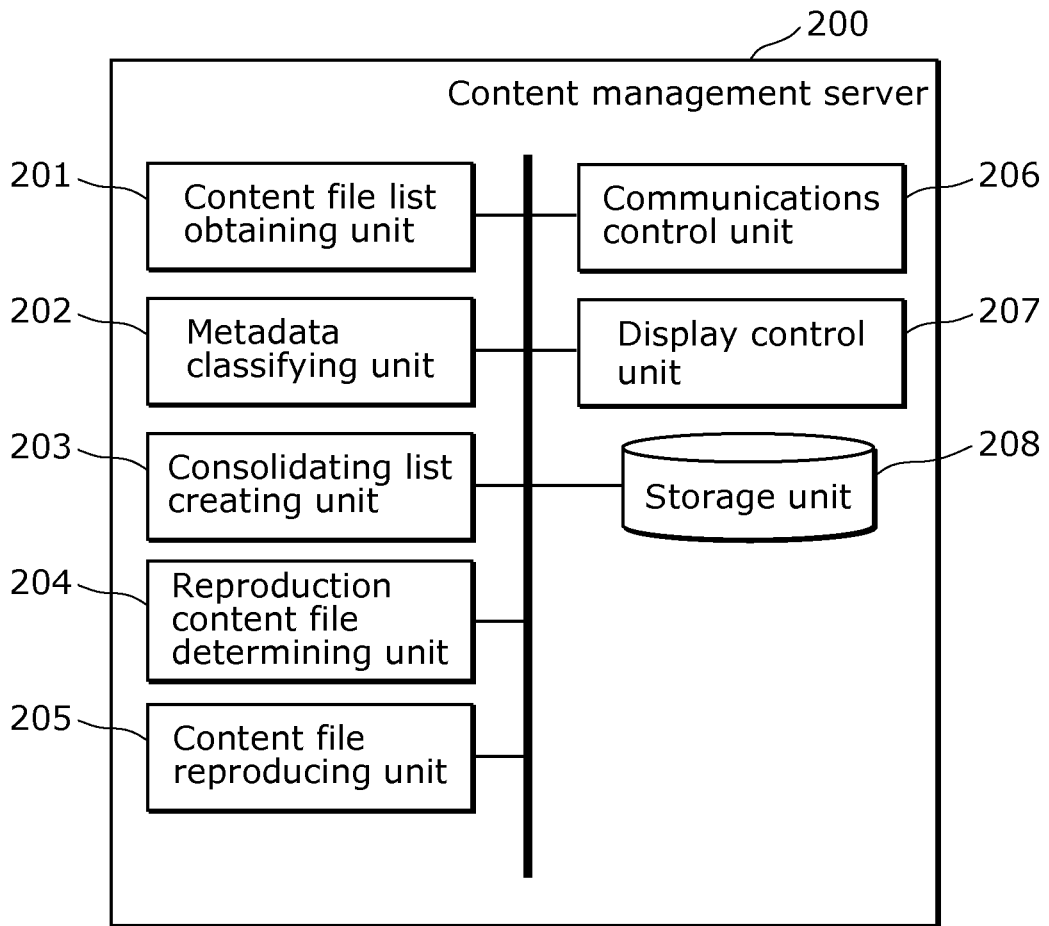 200
Content management server
201
Content file list
obtaining unit
206
Communications
control unit
202
Metadata
classifying unit
207
Display control
unit
203
Consolidating list
creating unit
208
Storage unit
204
Reproduction
content file
determining unit
205
Content file
reproducing unit